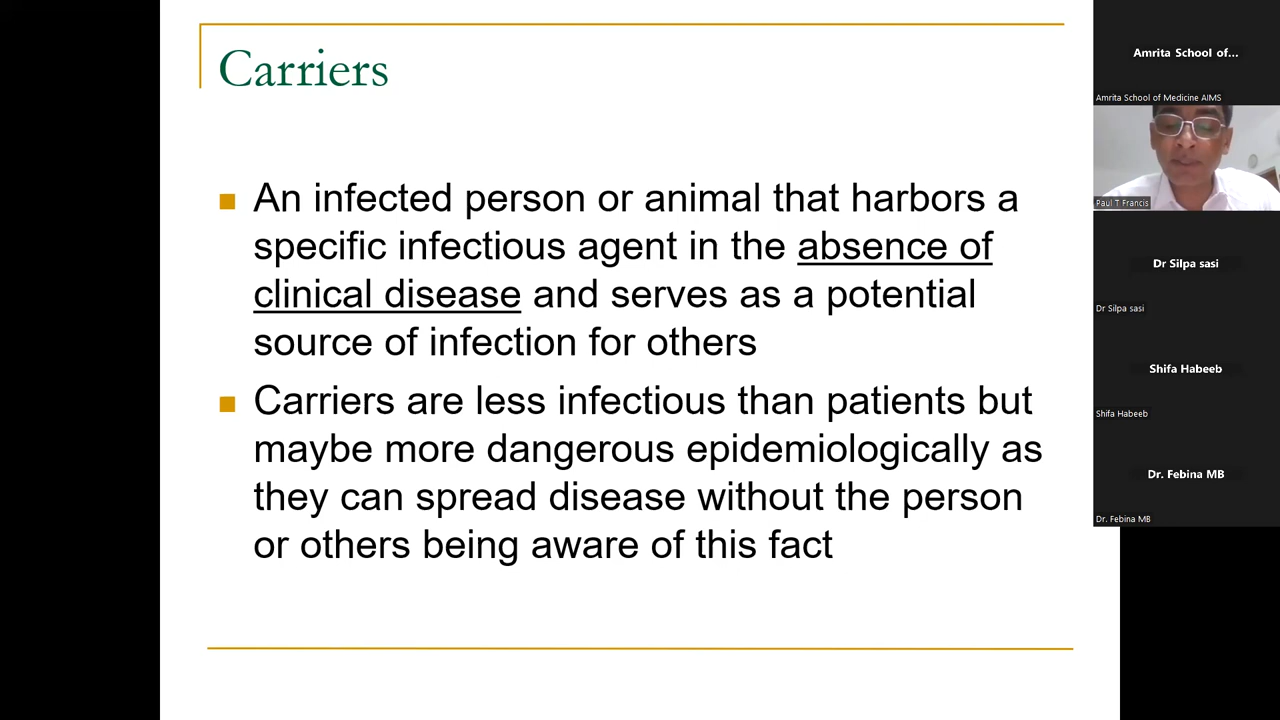 Carriers
An infected person or animal that harbors a
specific infectious agent in the absence of
clinical disease and serves as a potential
source of infection for others
Carriers are less infectious than patients but
maybe more dangerous epidemiologically as
they can spread disease without the person
or others being aware of this fact
Amrita School of...
Amrita School of Medicine AIMS
Paul T Francis
Dr Silpa sasi
Dr Silpa sasi
Shifa Habeeb
Shifa Habeeb
Dr. Febina MB
Dr. Febina MB